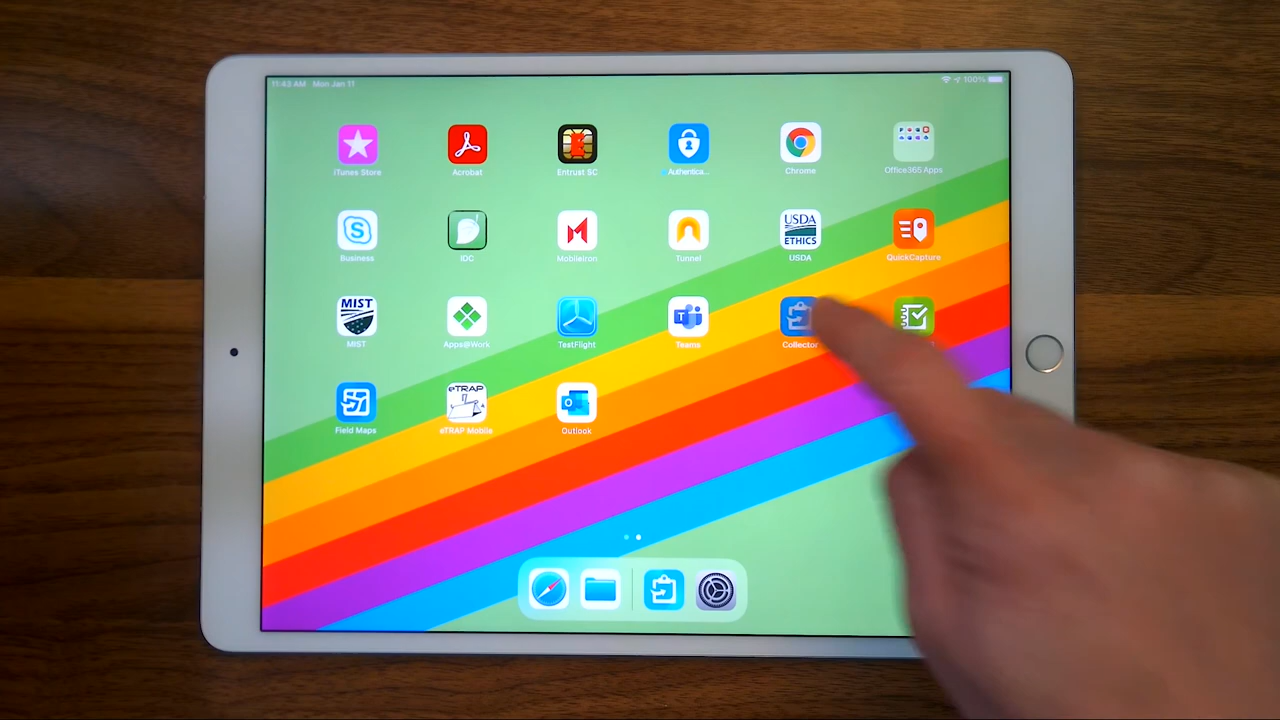 11:43 AM Mon Jan 11
100%
iTunes Store
Acrobat
Entrust SC
Authentica...
Chrome
Office365 Apps
S
Business
IDC
MobileIron
Tunnel
USDA
ETHICS
USDA
QuickCapture
MIST
MIST
Apps@Work
TestFlight
T
Teams
Collector
Field Maps
eTRAP
eTRAP Mobile
O
Outlook